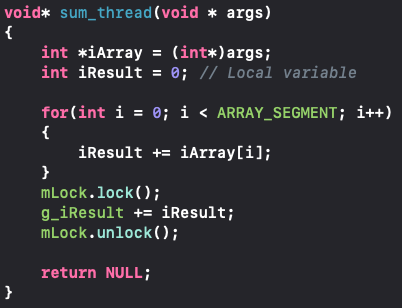 void* sum_thread(void * args)
{
    int *iArray = (int*)args;
    int iResult = 0; // Local variable

    for(int i = 0; i < ARRAY_SEGMENT; i++)
    {
        iResult += iArray[i];
    }
    mLock.lock();
    g_iResult += iResult;
    mLock.unlock();

    return NULL;
}